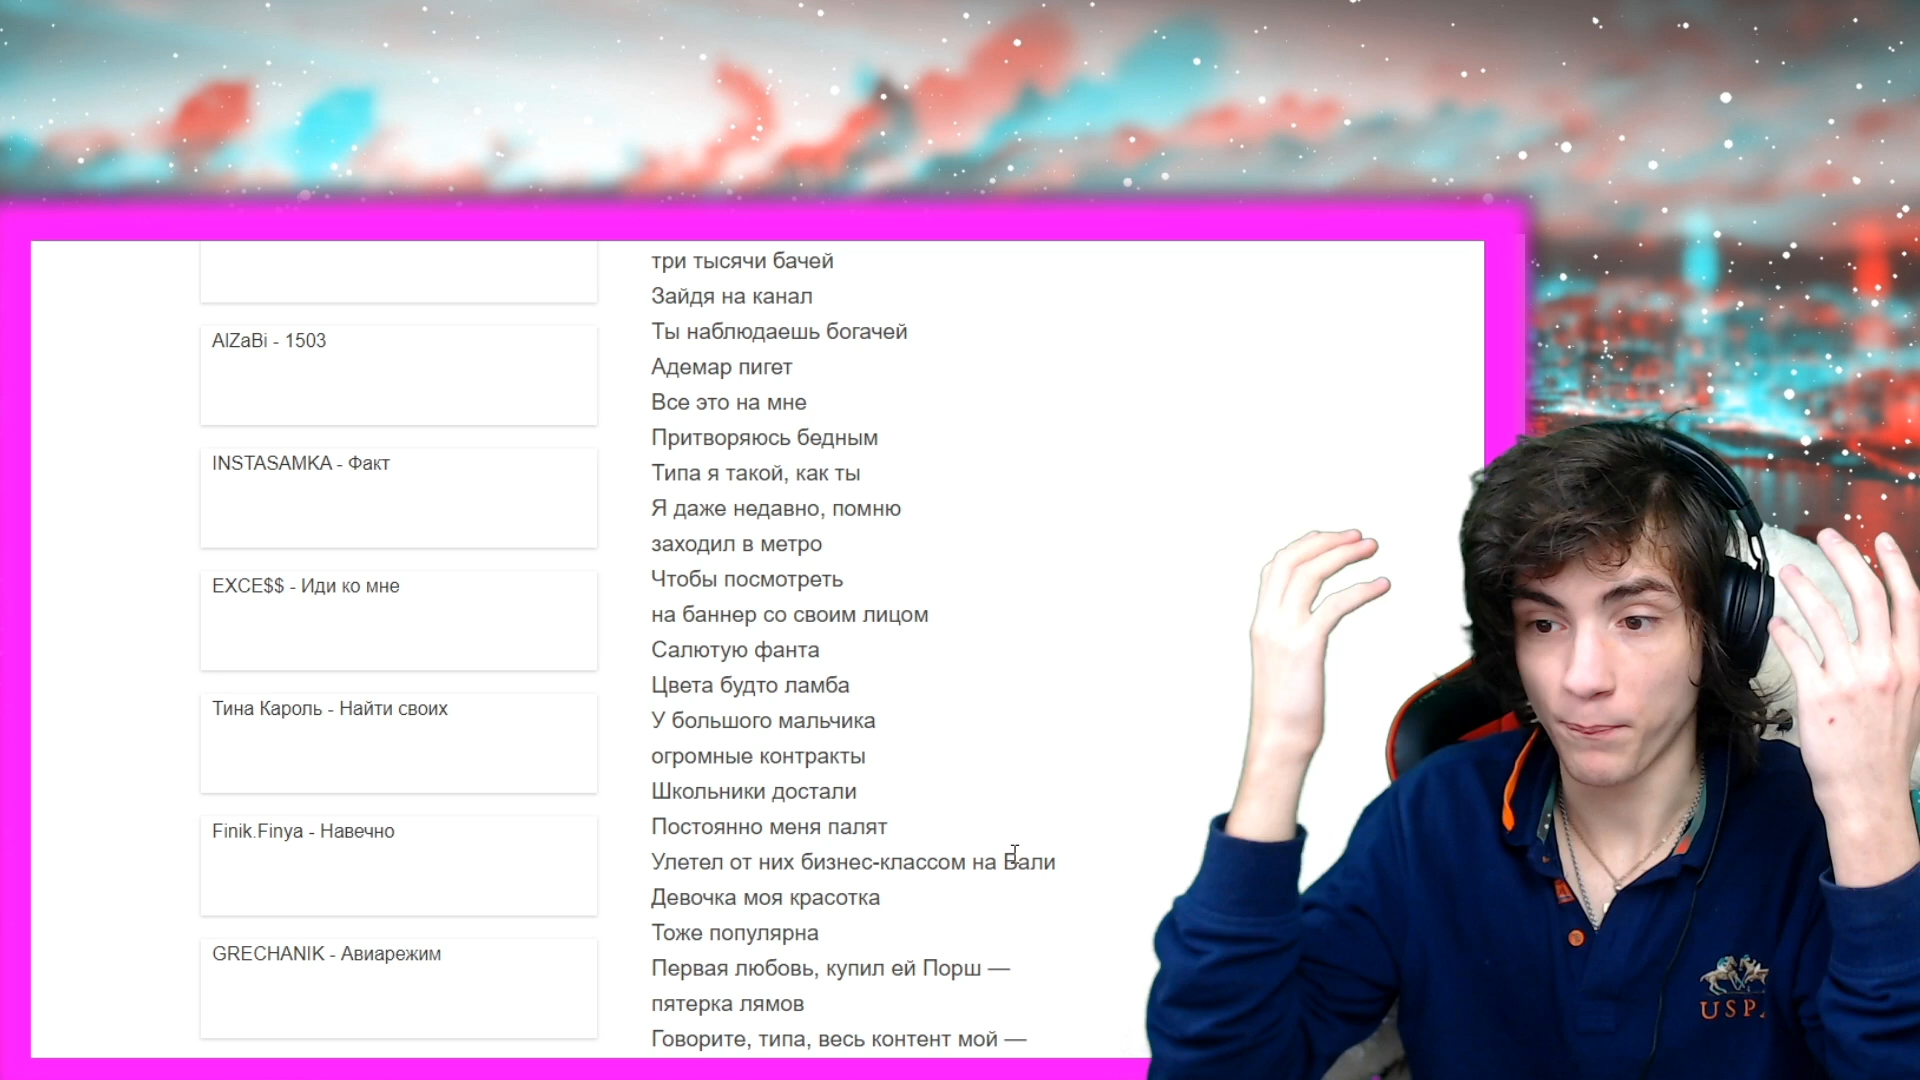 AlZaBi - 1503
INSTASAMKA - Факт
EXCE$$ - Иди ко мне
Тина Кароль - Найти своих
Finik.Finya - Навечно
GRECHANIK - Авиарежим
три тысячи бачей
Зайдя на канал
Ты наблюдаешь богачей
Адемар пигет
Все это на мне
Притворяюсь бедным
Типа я такой, как ты
Я даже недавно, помню
заходил в метро
Чтобы посмотреть
на баннер со своим лицом
Салютую фанта
Цвета будто ламба
У большого мальчика
огромные контракты
Школьники достали
Постоянно меня палят
Улетел от них бизнес-классом на Бали
Девочка моя красотка
Тоже популярна
Первая любовь, купил ей Порш —
пятерка лямов
Говорите, типа, весь контент мой —
USPA